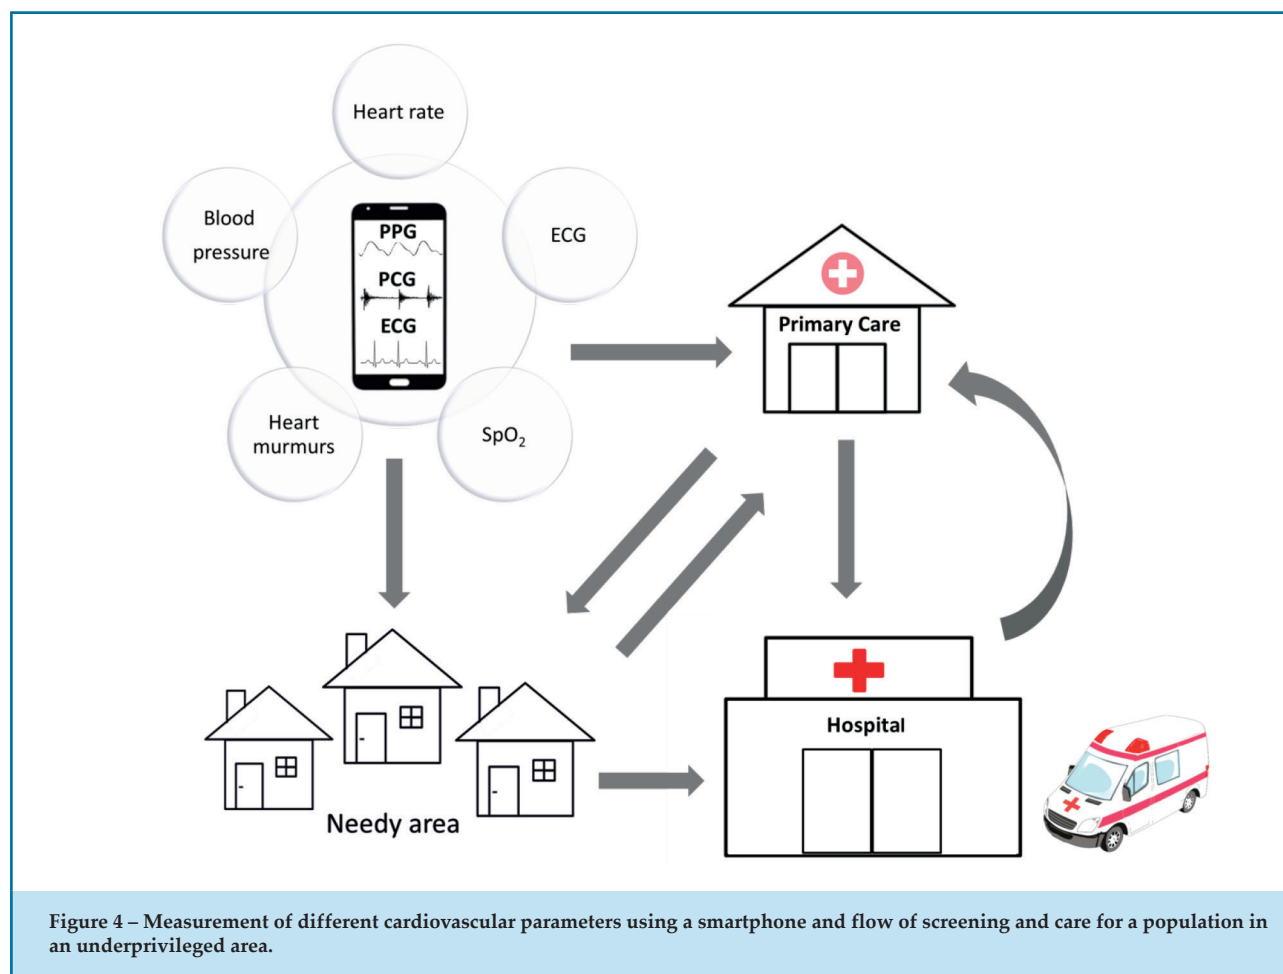 Heart rate
Blood
pressure
ECG
PPG
PCG
ECG
Heart
murmurs
SpO₂
Primary Care
Needy area
Hospital
Figure 4 – Measurement of different cardiovascular parameters using a smartphone and flow of screening and care for a population in
an underprivileged area.